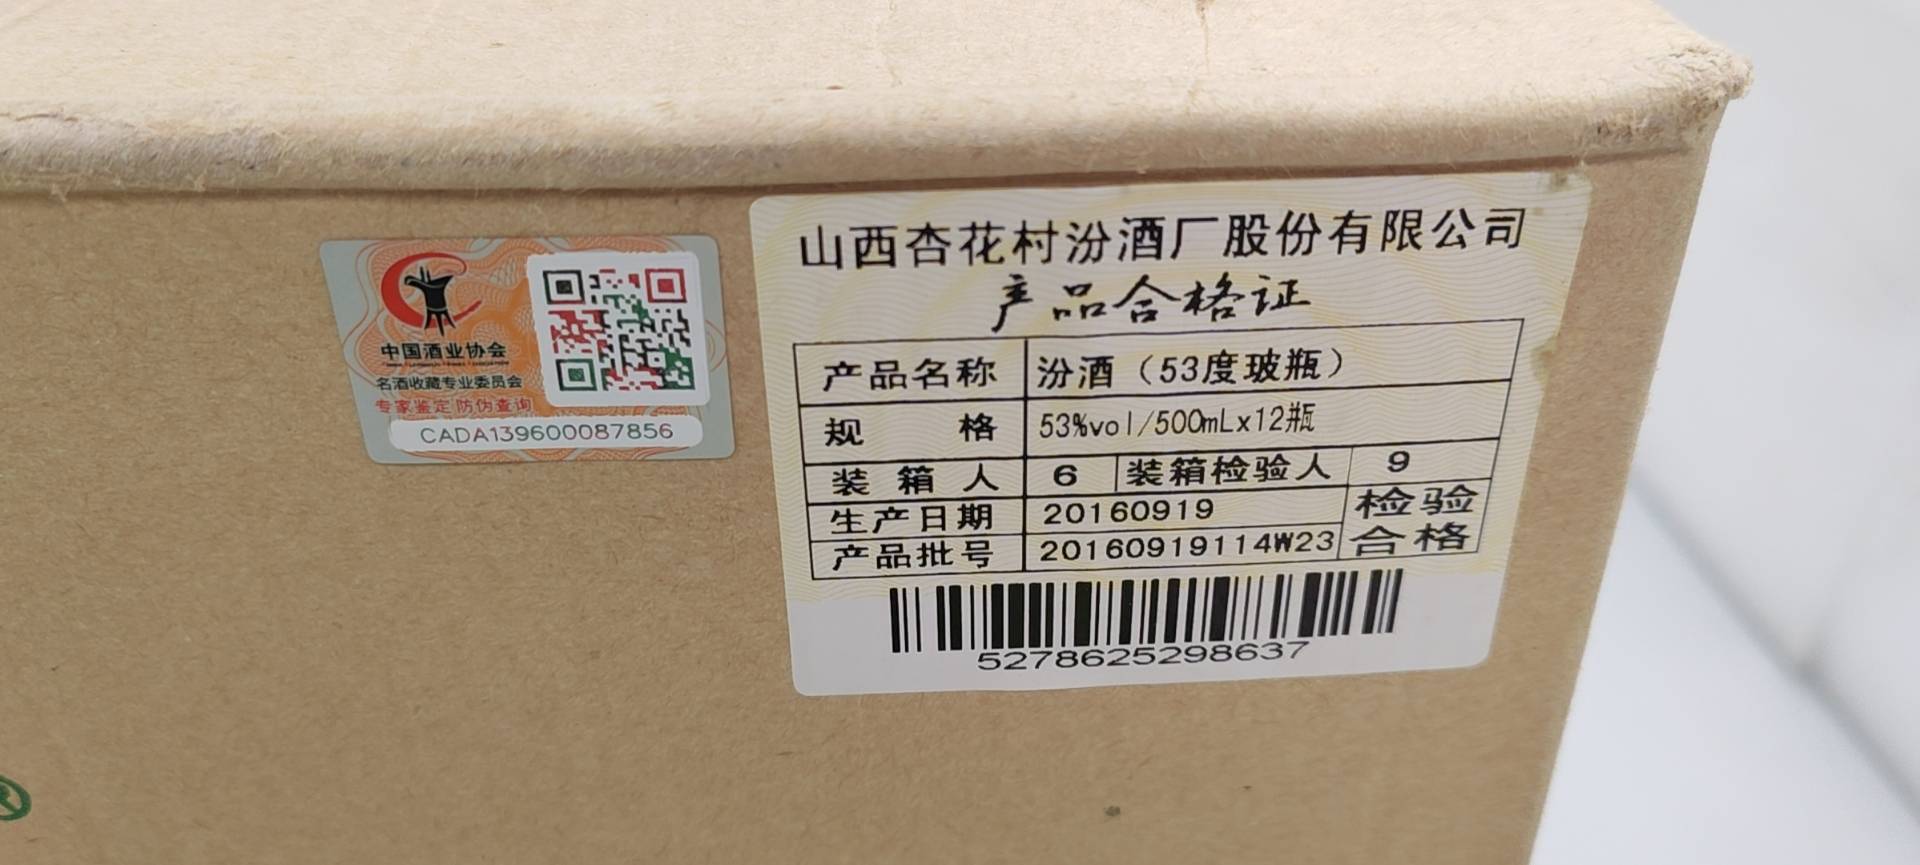 中国酒业协会
名酒收藏专业委员会
专家鉴定 防伪查询
CADA139600087856
山西杏花村汾酒厂股份有限公司
产品合格证
产品名称 汾酒（53度玻瓶）
规 格 53%vol/500mLx12瓶
装 箱 人 6 装箱检验人 9
生产日期 20160919 检验
产品批号 20160919114W23 合格
5278625298637
®